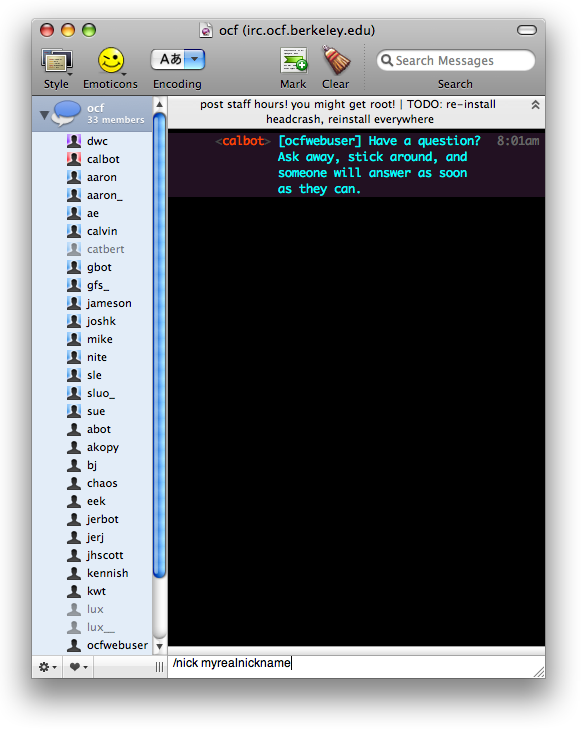 ocf (irc.ocf.berkeley.edu)
Aあ
Search Messages
Style
Emoticons
Encoding
Mark
Clear
Search
ocf
33 members
dwc
calbot
aaron
aaron_
ae
calvin
catbert
gbot
gfs_
jameson
joshk
mike
nite
sle
sluo_
sue
abot
akopy
bj
chaos
eek
jerbot
jerj
jhscott
kennish
kwt
lux
lux__
ocfwebuser
post staff hours! you might get root! | TODO: re-install
headcrash, reinstall everywhere
<calbot> [ocfwebuser] Have a question? 8:01am
Ask away, stick around, and
someone will answer as soon
as they can.
/nick myrealnickname